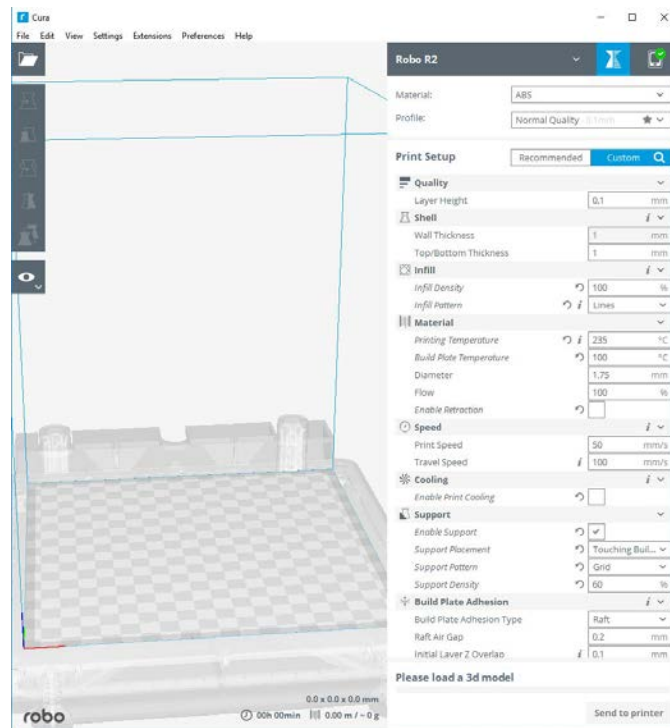 Cura
File Edit View Settings Extensions Preferences Help
Robo R2
Material: ABS
Profile: Normal Quality 0.1mm
Print Setup Recommended Custom
Quality
Layer Height 0.1 mm
Shell
Wall Thickness 1 mm
Top/Bottom Thickness 1 mm
Infill
Infill Density 100 %
Infill Pattern Lines
Material
Printing Temperature 235 °C
Build Plate Temperature 100 °C
Diameter 1.75 mm
Flow 100 %
Enable Retraction
Speed
Print Speed 50 mm/s
Travel Speed 100 mm/s
Cooling
Enable Print Cooling
Support
Enable Support
Support Placement Touching Buil...
Support Pattern Grid
Support Density 60 %
Build Plate Adhesion
Build Plate Adhesion Type Raft
Raft Air Gap 0.2 mm
Initial Layer Z Overlap 0.1 mm
Please load a 3d model
0.0 x 0.0 x 0.0 mm
robo 00h 00min 0.00 m / ~ 0 g
Send to printer